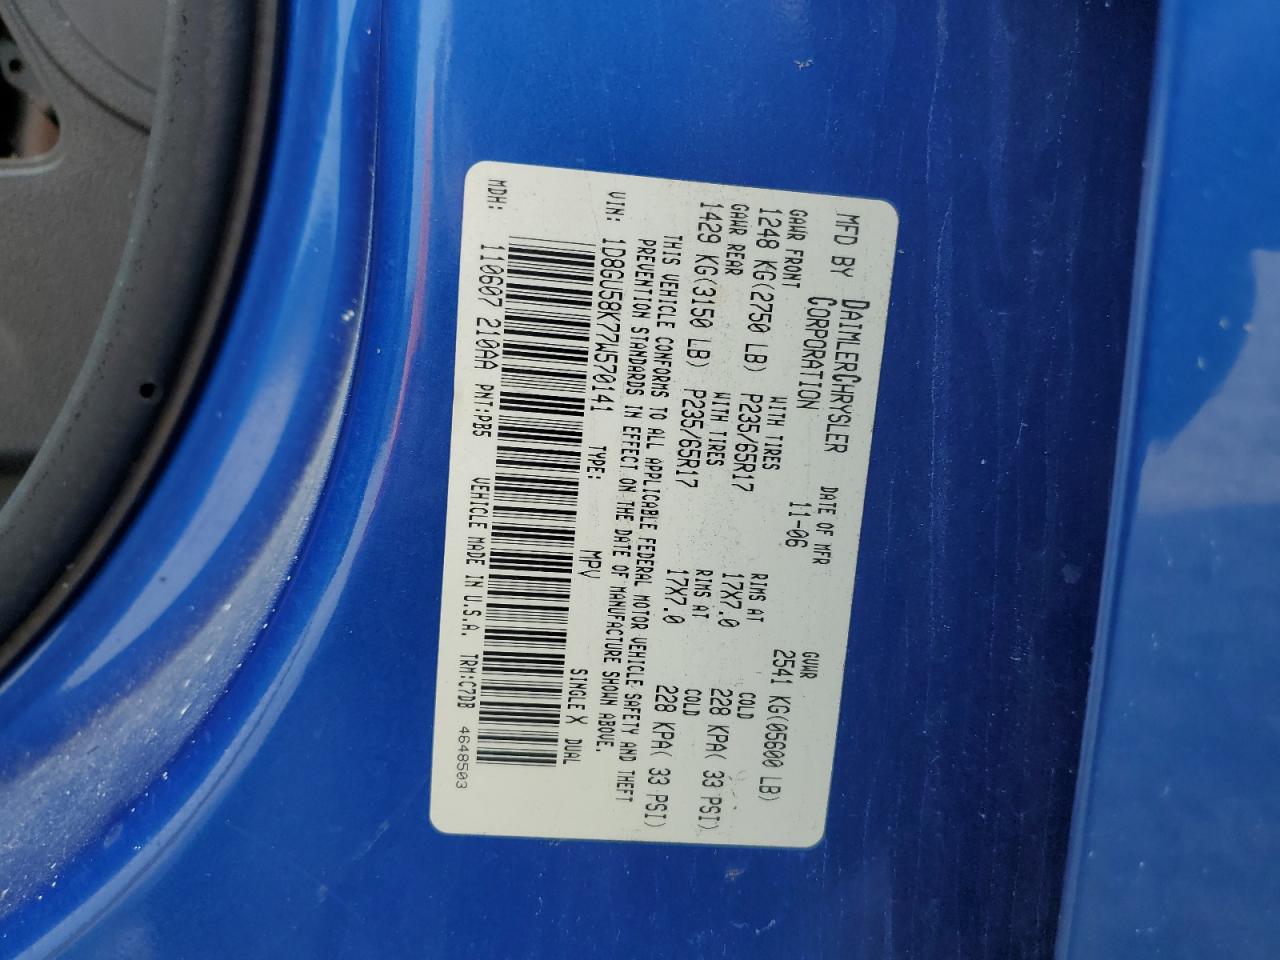 MFD BY DAIMLERCHRYSLER CORPORATION DATE OF MFR 11-06 GVWR 2541 KG(05600 LB)
GAWR FRONT WITH TIRES RIMS AT COLD
1248 KG(2750 LB) P235/65R17 17X7.0 228 KPA( 33 PSI)
GAWR REAR WITH TIRES RIMS AT COLD
1429 KG(3150 LB) P235/65R17 17X7.0 228 KPA( 33 PSI)
THIS VEHICLE CONFORMS TO ALL APPLICABLE FEDERAL MOTOR VEHICLE SAFETY AND THEFT
PREVENTION STANDARDS IN EFFECT ON THE DATE OF MANUFACTURE SHOWN ABOVE.
VIN: 1D8GU58K77W570141 TYPE: MPV SINGLE X DUAL
MDH: 110607 210AA PNT:PB5 VEHICLE MADE IN U.S.A. TRM:C7DB 4648503